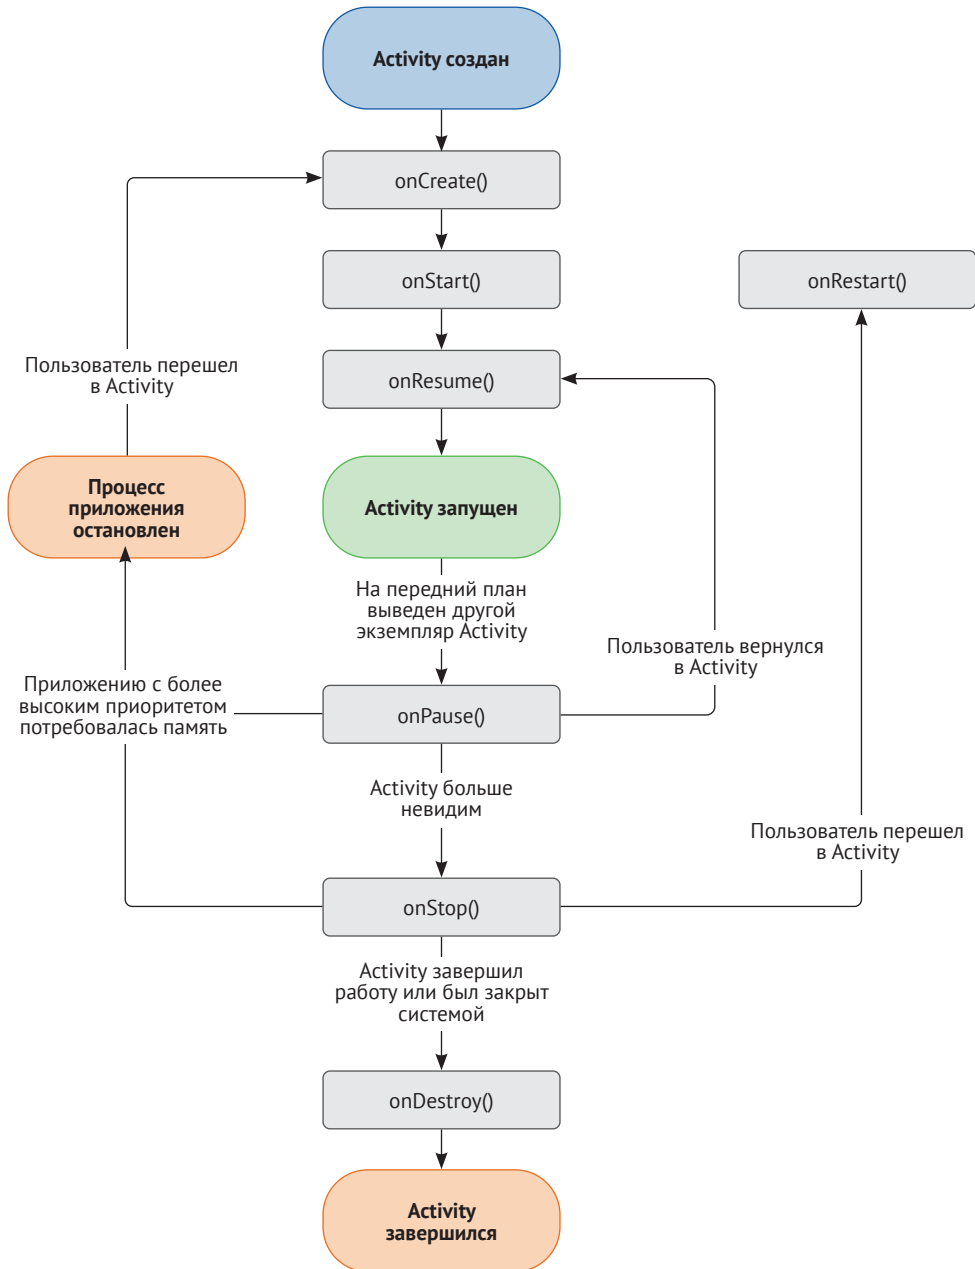 Activity создан
onCreate()
onStart()
onRestart()
Пользователь перешел
в Activity
onResume()
Процесс
приложения
остановлен
Activity запущен
На передний план
выведен другой
экземпляр Activity
Пользователь вернулся
в Activity
Приложению с более
высоким приоритетом
потребовалась память
onPause()
Activity больше
невидим
Пользователь перешел
в Activity
onStop()
Activity завершил
работу или был закрыт
системой
onDestroy()
Activity
завершился